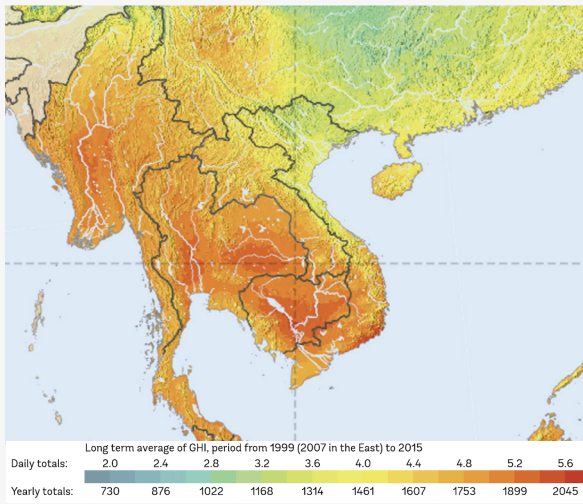 Long term average of GHI, period from 1999 (2007 in the East) to 2015
Daily totals: 2.0 2.4 2.8 3.2 3.6 4.0 4.4 4.8 5.2 5.6
Yearly totals: 730 876 1022 1168 1314 1461 1607 1753 1899 2045